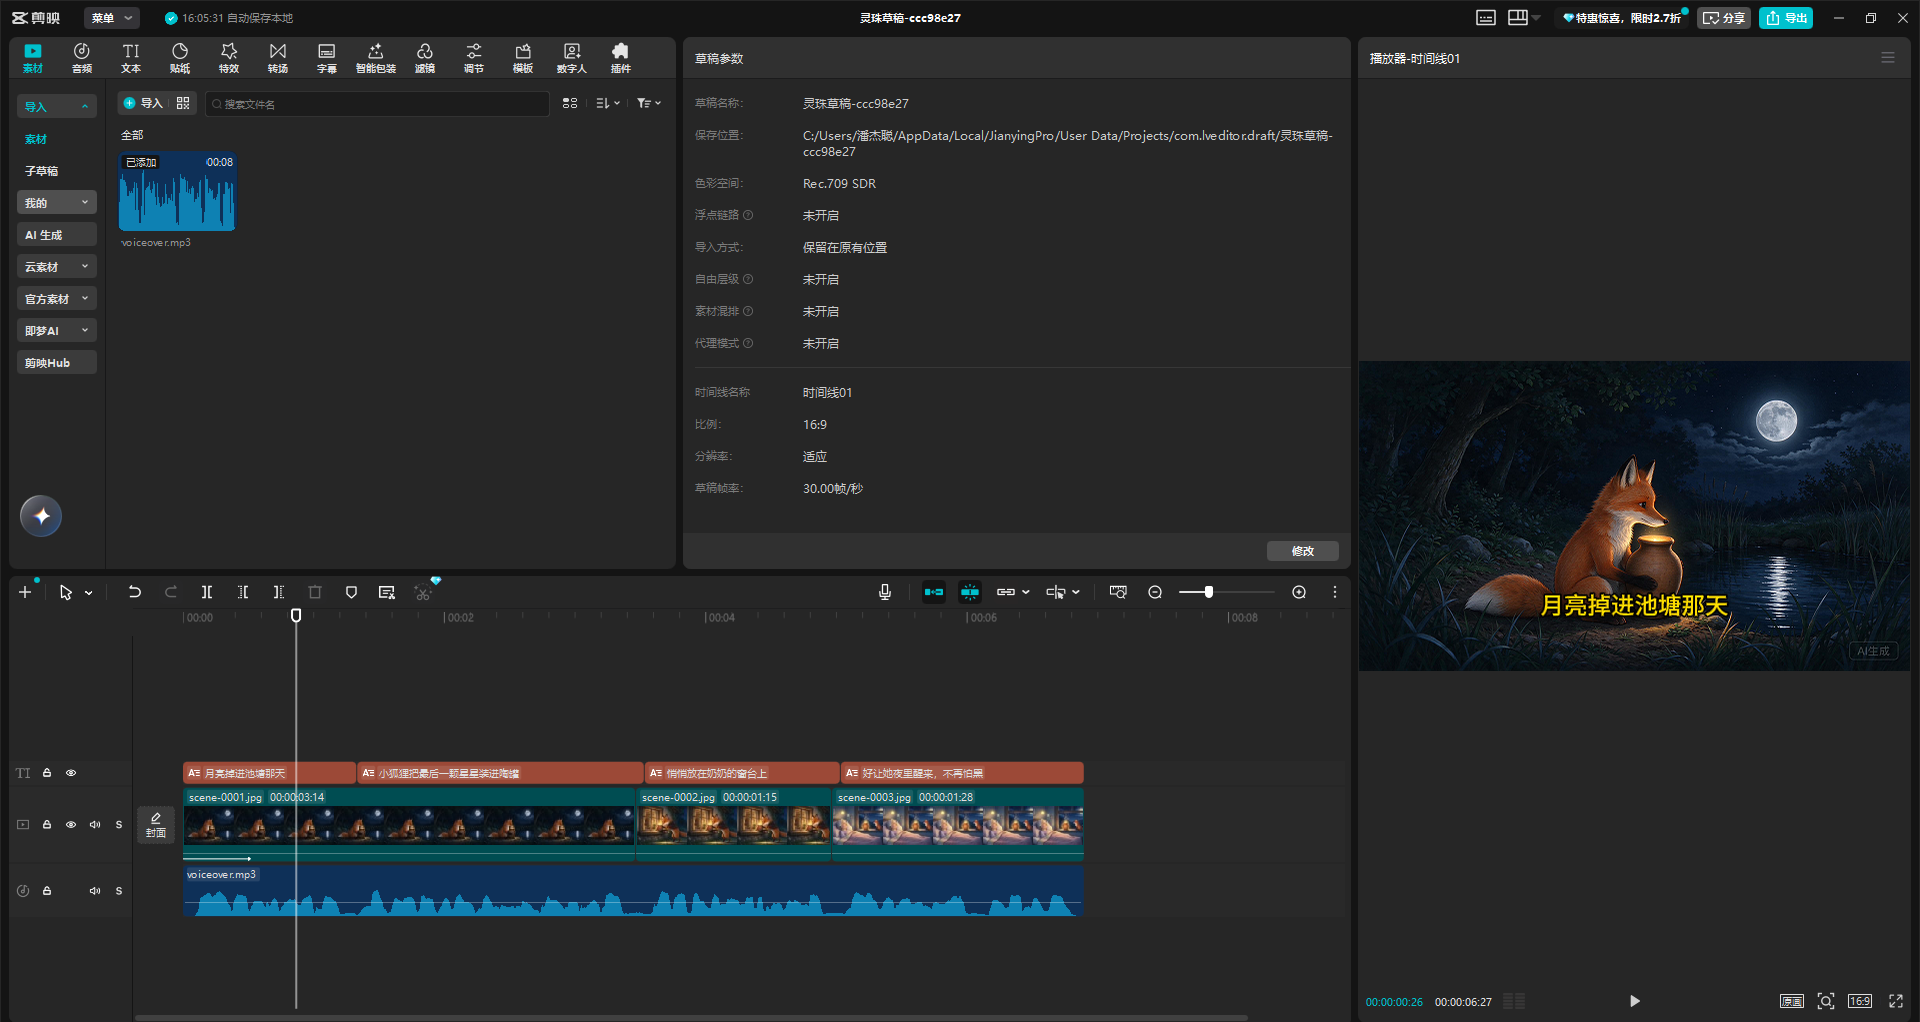 剪映
菜单
16:05:31 自动保存本地
灵珠草稿-ccc98e27
特惠惊喜，限时2.7折
分享
导出
素材
音频
TI
文本
贴纸
特效
转场
字幕
智能包装
滤镜
调节
模板
数字人
插件
导入
素材
子草稿
我的
AI 生成
云素材
官方素材
即梦AI
剪映Hub
导入
搜索文件名
全部
已添加
00:08
voiceover.mp3
草稿参数
草稿名称：
灵珠草稿-ccc98e27
保存位置：
C:/Users/潘杰聪/AppData/Local/JianyingPro/User Data/Projects/com.lveditor.draft/灵珠草稿-
ccc98e27
色彩空间：
Rec.709 SDR
浮点链路
未开启
导入方式：
保留在原有位置
自由层级
未开启
素材混排
未开启
代理模式
未开启
时间线名称
时间线01
比例：
16:9
分辨率：
适应
草稿帧率：
30.00帧/秒
修改
播放器-时间线01
月亮掉进池塘那天
AI生成
00:00:00:26
00:00:06:27
原画
16:9
00:00
00:02
00:04
00:06
00:08
TI
AI 月亮掉进池塘那天
AI 小狐狸把最后一颗星星装进陶罐
AI 悄悄放在奶奶的窗台上
AI 好让她夜里醒来，不再怕黑
S
封面
scene-0001.jpg 00:00:03:14
scene-0002.jpg 00:00:01:15
scene-0003.jpg 00:00:01:28
S
voiceover.mp3